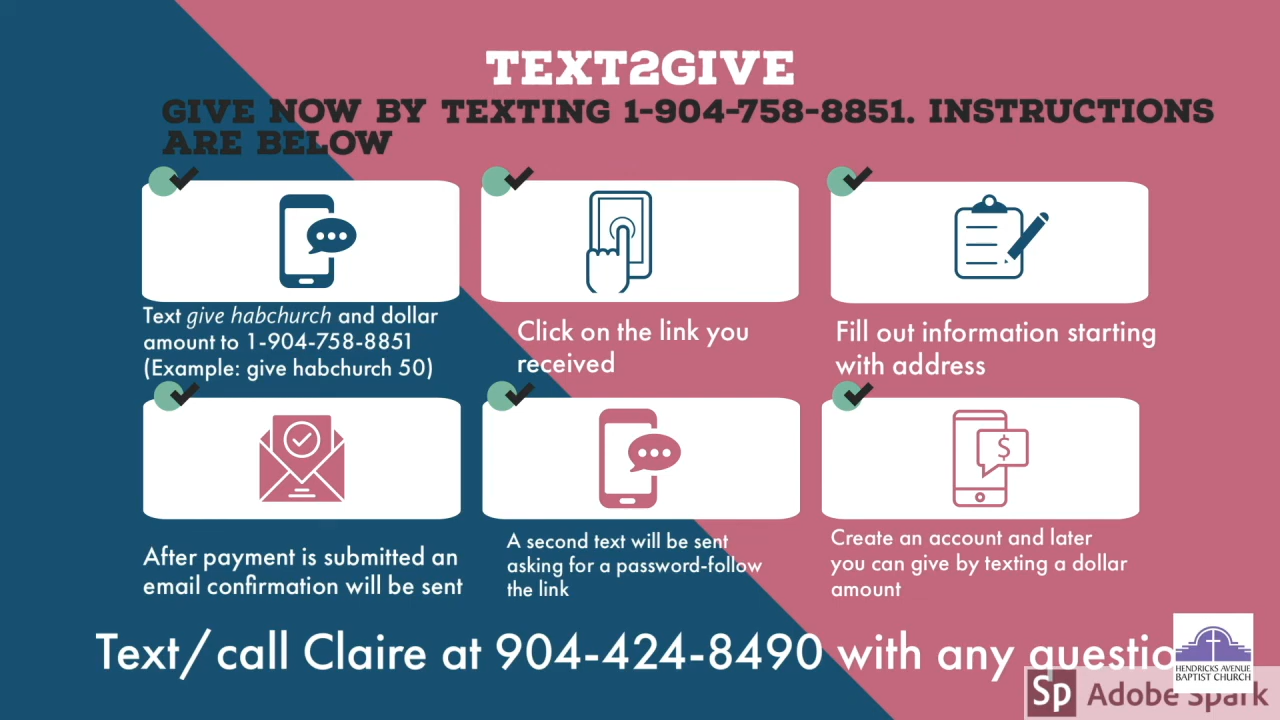 TEXT2GIVE
GIVE NOW BY TEXTING 1-904-758-8851. INSTRUCTIONS
ARE BELOW
Text give habchurch and dollar
amount to 1-904-758-8851
(Example: give habchurch 50)
Click on the link you
received
Fill out information starting
with address
$
After payment is submitted an
email confirmation will be sent
A second text will be sent
asking for a password-follow
the link
Create an account and later
you can give by texting a dollar
amount
Text/call Claire at 904-424-8490 with any questio
HENDRICKS AVENUE
BAPTIST CHURCH
Sp Adobe Spark